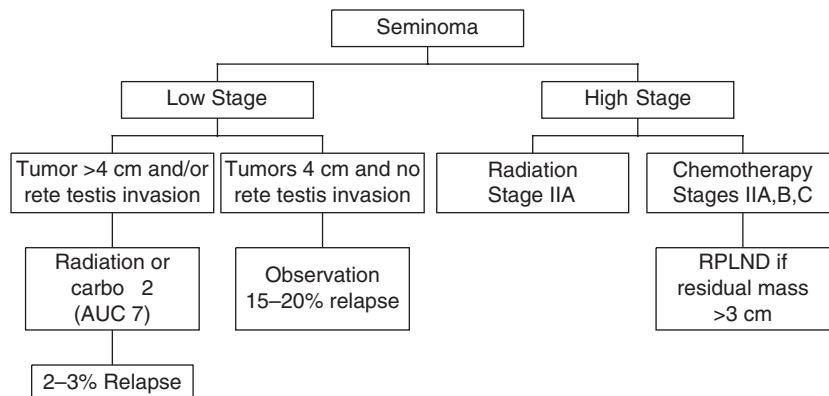 Seminoma
Low Stage
High Stage
Tumor >4 cm and/or
rete testis invasion
Tumors 4 cm and no
rete testis invasion
Radiation
Stage IIA
Chemotherapy
Stages IIA,B,C
Radiation or
carbo 2
(AUC 7)
Observation
15–20% relapse
RPLND if
residual mass
>3 cm
2–3% Relapse